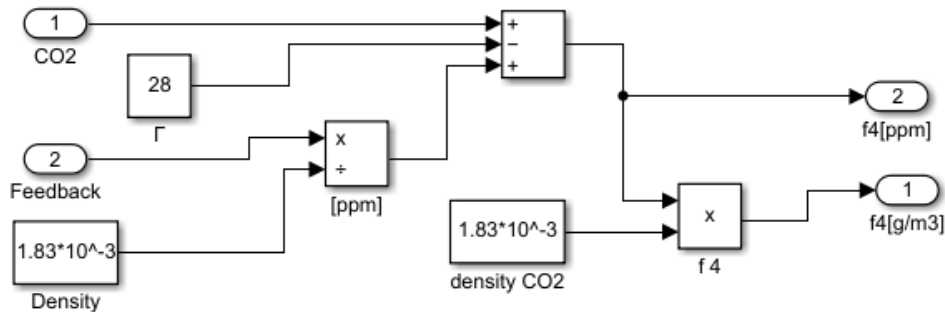 1
CO2
28
Γ
+
−
+
2
f4[ppm]
2
Feedback
x
÷
[ppm]
1.83*10^-3
Density
1.83*10^-3
density CO2
x
f 4
1
f4[g/m3]